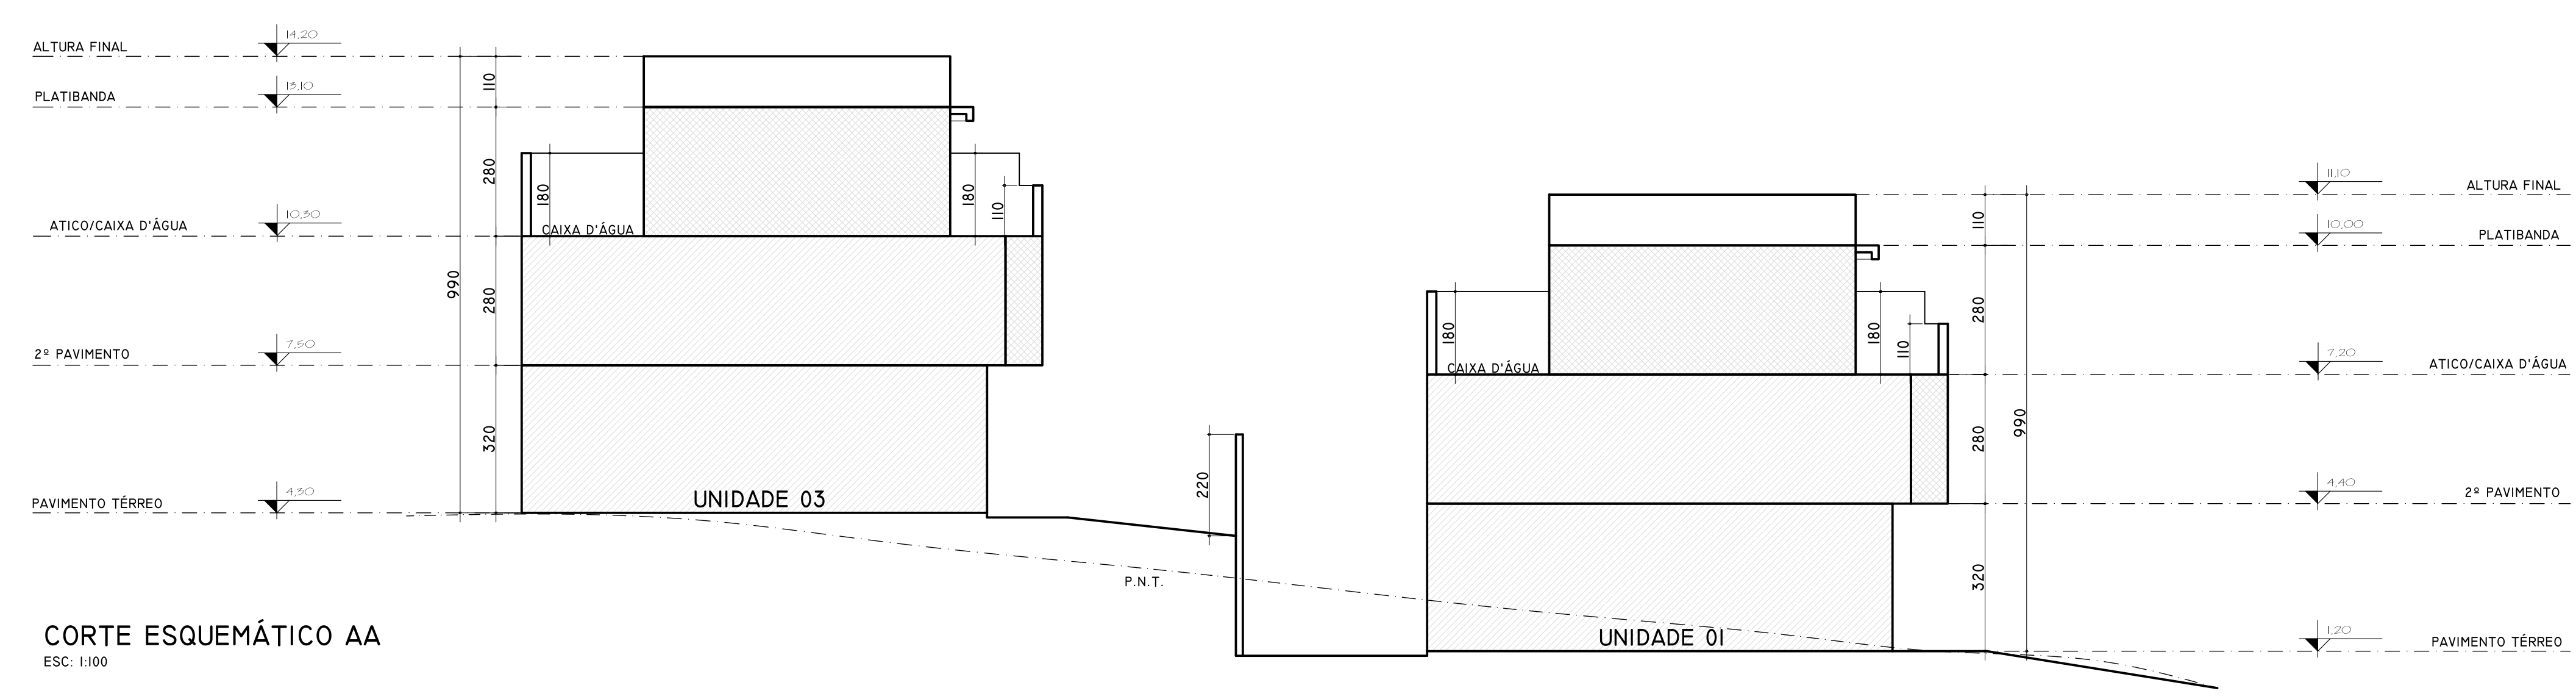 ALTURA FINAL
14,20
PLATIBANDA
13,10
ATICO/CAIXA D'ÁGUA
10,30
2º PAVIMENTO
7,50
PAVIMENTO TÉRREO
4,30
990
110
280
280
320
180
CAIXA D'ÁGUA
180
110
UNIDADE 03
220
P.N.T.
180
CAIXA D'ÁGUA
180
110
UNIDADE 01
110
280
280
320
990
11,10
ALTURA FINAL
10,00
PLATIBANDA
7,20
ATICO/CAIXA D'ÁGUA
4,40
2º PAVIMENTO
1,20
PAVIMENTO TÉRREO
CORTE ESQUEMÁTICO AA
ESC: 1:100